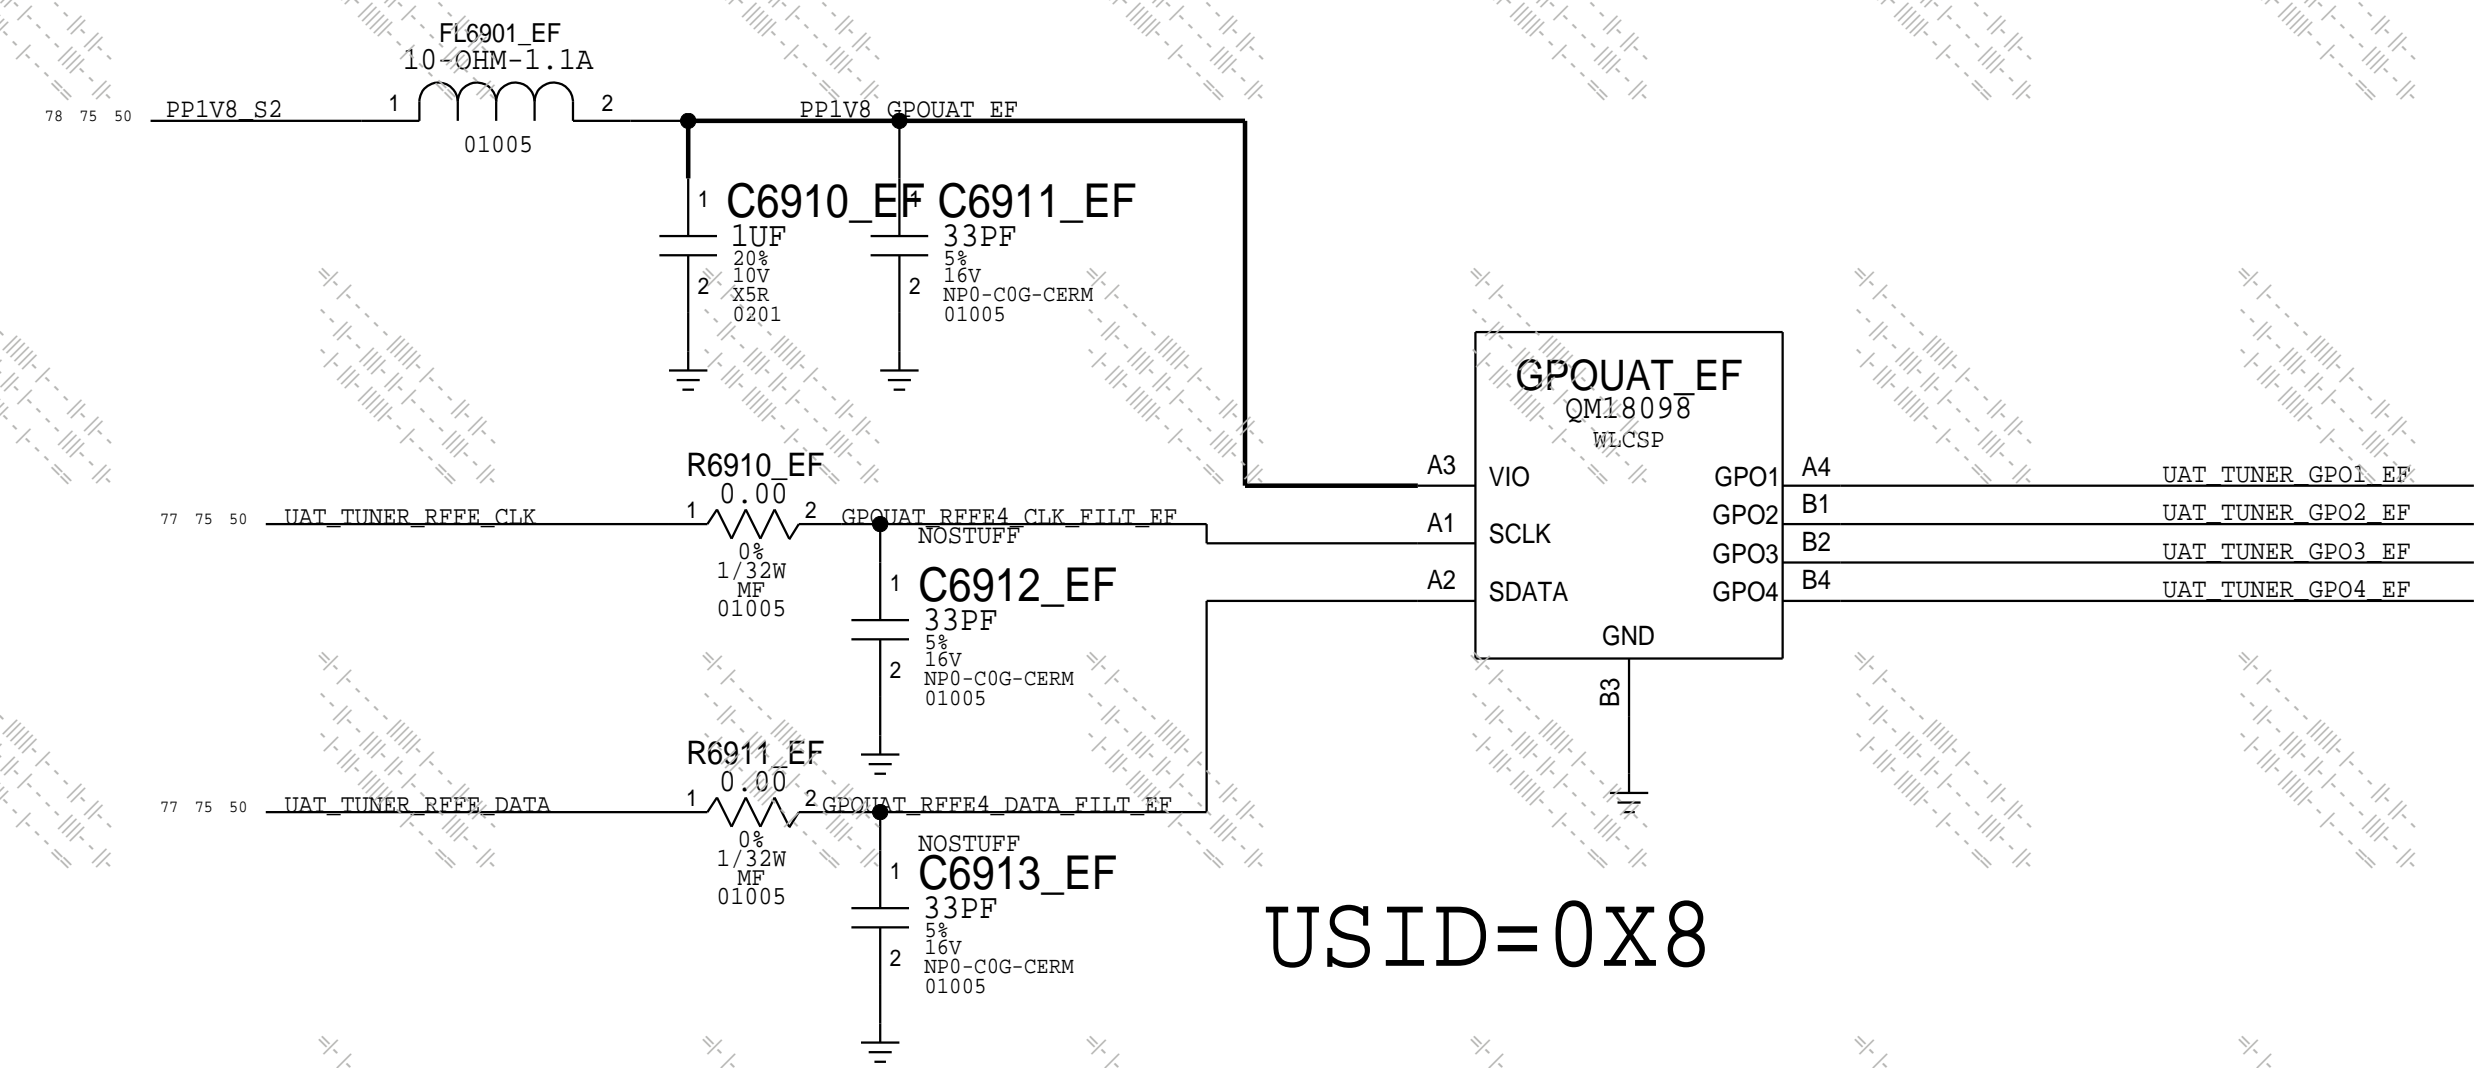 FL6901_EF
10-OHM-1.1A
78 75 50 PP1V8_S2 1 2 PP1V8_GPOUAT_EF
01005
1 C6910_EF
1UF
20%
10V
2 X5R
0201
1 C6911_EF
33PF
5%
16V
2 NP0-C0G-CERM
01005
GPOUAT_EF
QM18098
WLCSP
A3 VIO GPO1 A4 UAT_TUNER_GPO1_EF
GPO2 B1 UAT_TUNER_GPO2_EF
A1 SCLK
GPO3 B2 UAT_TUNER_GPO3_EF
A2 SDATA GPO4 B4 UAT_TUNER_GPO4_EF
GND
B3
R6910_EF
0.00
77 75 50 UAT_TUNER_RFFE_CLK 1 2 GPOUAT_RFFE4_CLK_FILT_EF
0%
1/32W
MF
01005
NOSTUFF
1 C6912_EF
33PF
5%
16V
2 NP0-C0G-CERM
01005
R6911_EF
0.00
77 75 50 UAT_TUNER_RFFE_DATA 1 2 GPOUAT_RFFE4_DATA_FILT_EF
0%
1/32W
MF
01005
NOSTUFF
1 C6913_EF
33PF
5%
16V
2 NP0-C0G-CERM
01005
USID=0X8